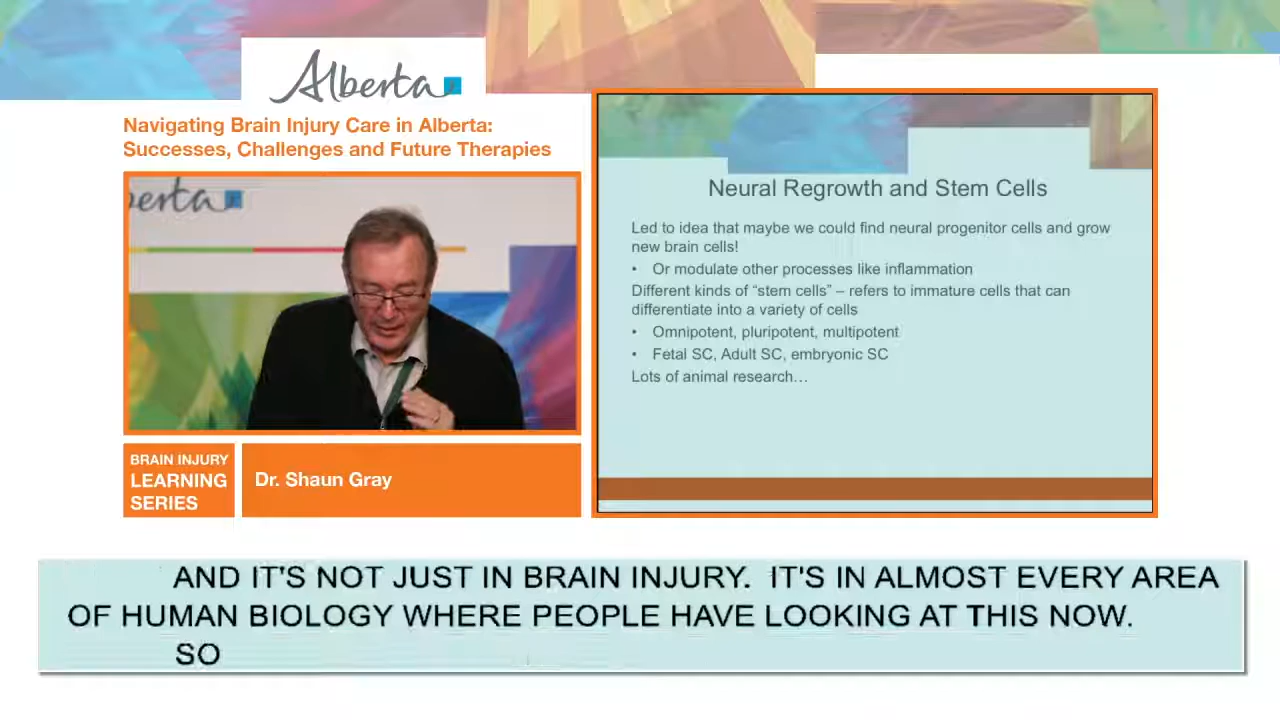 Alberta
Navigating Brain Injury Care in Alberta:
Successes, Challenges and Future Therapies
berta
BRAIN INJURY
LEARNING
SERIES
Dr. Shaun Gray
Neural Regrowth and Stem Cells
Led to idea that maybe we could find neural progenitor cells and grow
new brain cells!
• Or modulate other processes like inflammation
Different kinds of “stem cells” – refers to immature cells that can
differentiate into a variety of cells
• Omnipotent, pluripotent, multipotent
• Fetal SC, Adult SC, embryonic SC
Lots of animal research…
AND IT'S NOT JUST IN BRAIN INJURY. IT'S IN ALMOST EVERY AREA
OF HUMAN BIOLOGY WHERE PEOPLE HAVE LOOKING AT THIS NOW.
SO